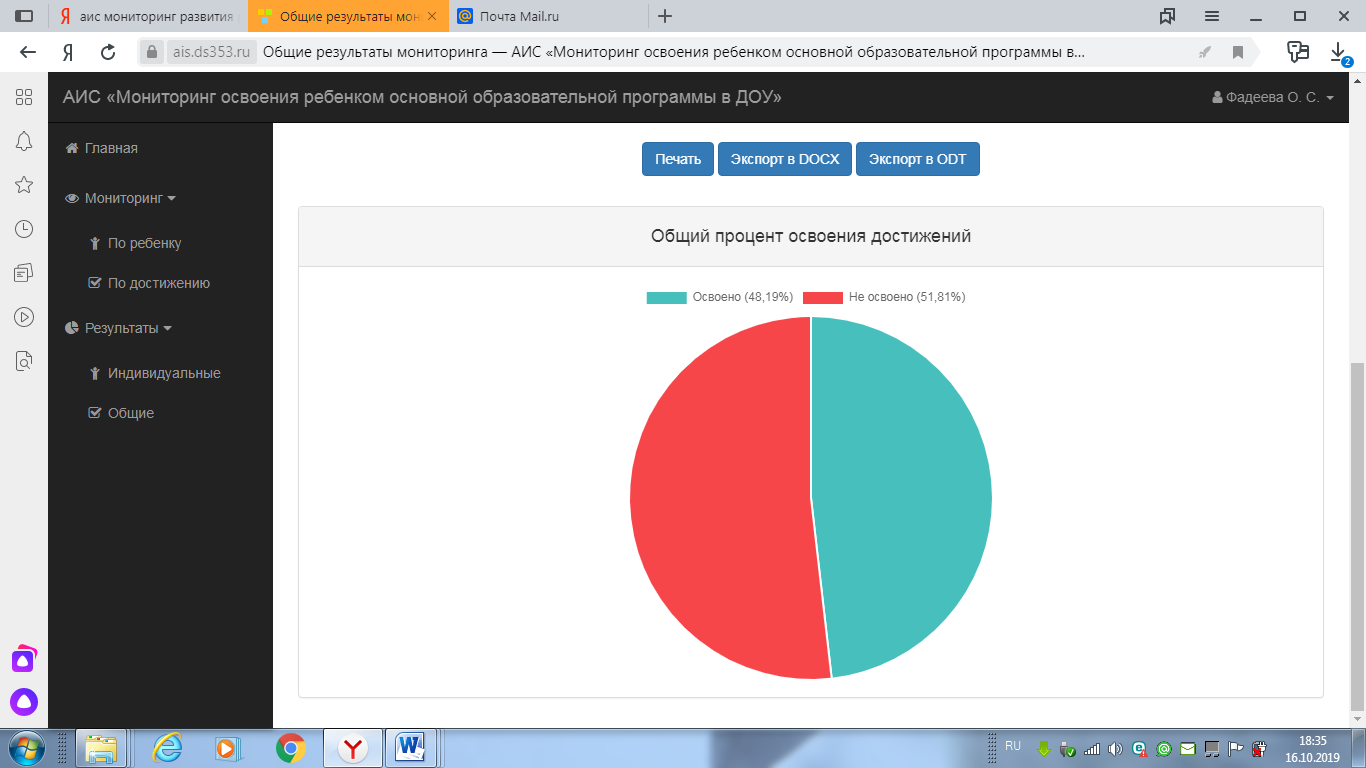 аис мониторинг развития
Общие результаты мон
Почта Mail.ru
ais.ds353.ru Общие результаты мониторинга — АИС «Мониторинг освоения ребенком основной образовательной программы в...
2
АИС «Мониторинг освоения ребенком основной образовательной программы в ДОУ»
Фадеева О. С.
Главная
Мониторинг
По ребенку
По достижению
Результаты
Индивидуальные
Общие
Печать
Экспорт в DOCX
Экспорт в ODT
Общий процент освоения достижений
Освоено (48,19%)
Не освоено (51,81%)
RU
18:35
16.10.2019